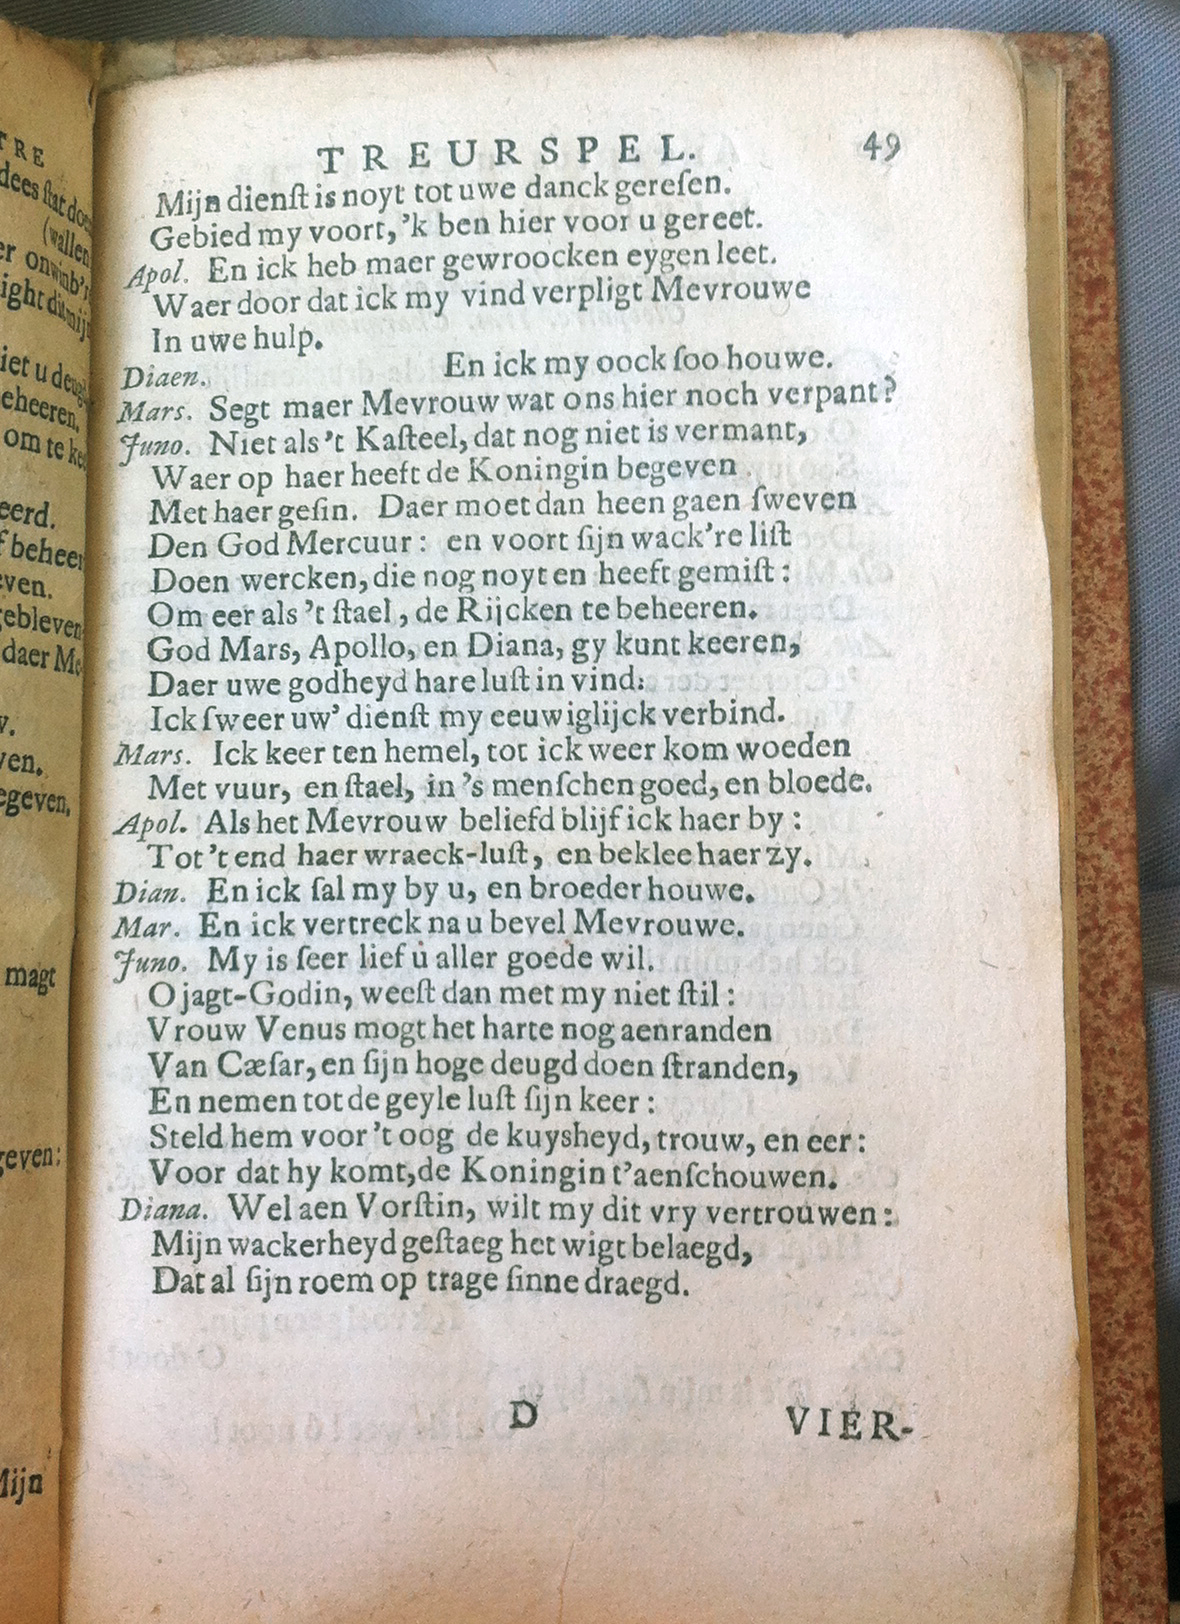 TREURSPEL. 49
Mijn dienſt is noyt tot uwe danck gereſen.
Gebied my voort, 'k ben hier voor u gereet.
Apol. En ick heb maer gewroocken eygen leet.
Waer door dat ick my vind verpligt Mevrouwe
In uwe hulp.
Diaen. En ick my oock ſoo houwe.
Mars. Segt maer Mevrouw wat ons hier noch verpant?
Juno. Niet als 't Kaſteel, dat nog niet is vermant,
Waer op haer heeft de Koningin begeven
Met haer geſin. Daer moet dan heen gaen ſweven
Den God Mercuur: en voort ſijn wack're liſt
Doen wercken, die nog noyt en heeft gemiſt:
Om eer als 't ſtael, de Rijcken te beheeren.
God Mars, Apollo, en Diana, gy kunt keeren,
Daer uwe godheyd hare luſt in vind:
Ick ſweer uw' dienſt my eeuwiglijck verbind.
Mars. Ick keer ten hemel, tot ick weer kom woeden
Met vuur, en ſtael, in 's menſchen goed, en bloede.
Apol. Als het Mevrouw beliefd blijf ick haer by:
Tot 't end haer wraeck-luſt, en beklee haer zy.
Dian. En ick ſal my by u, en broeder houwe.
Mar. En ick vertreck na u bevel Mevrouwe.
Juno. My is ſeer lief u aller goede wil.
O jagt-Godin, weeſt dan met my niet ſtil:
Vrouw Venus mogt het harte nog aenranden
Van Cæſar, en ſijn hoge deugd doen ſtranden,
En nemen tot de geyle luſt ſijn keer:
Steld hem voor 't oog de kuysheyd, trouw, en eer:
Voor dat hy komt, de Koningin t'aenſchouwen.
Diana. Wel aen Vorſtin, wilt my dit vry vertrouwen:
Mijn wackerheyd geſtaeg het wigt belaegd,
Dat al ſijn roem op trage ſinne draegd.
D VIER-